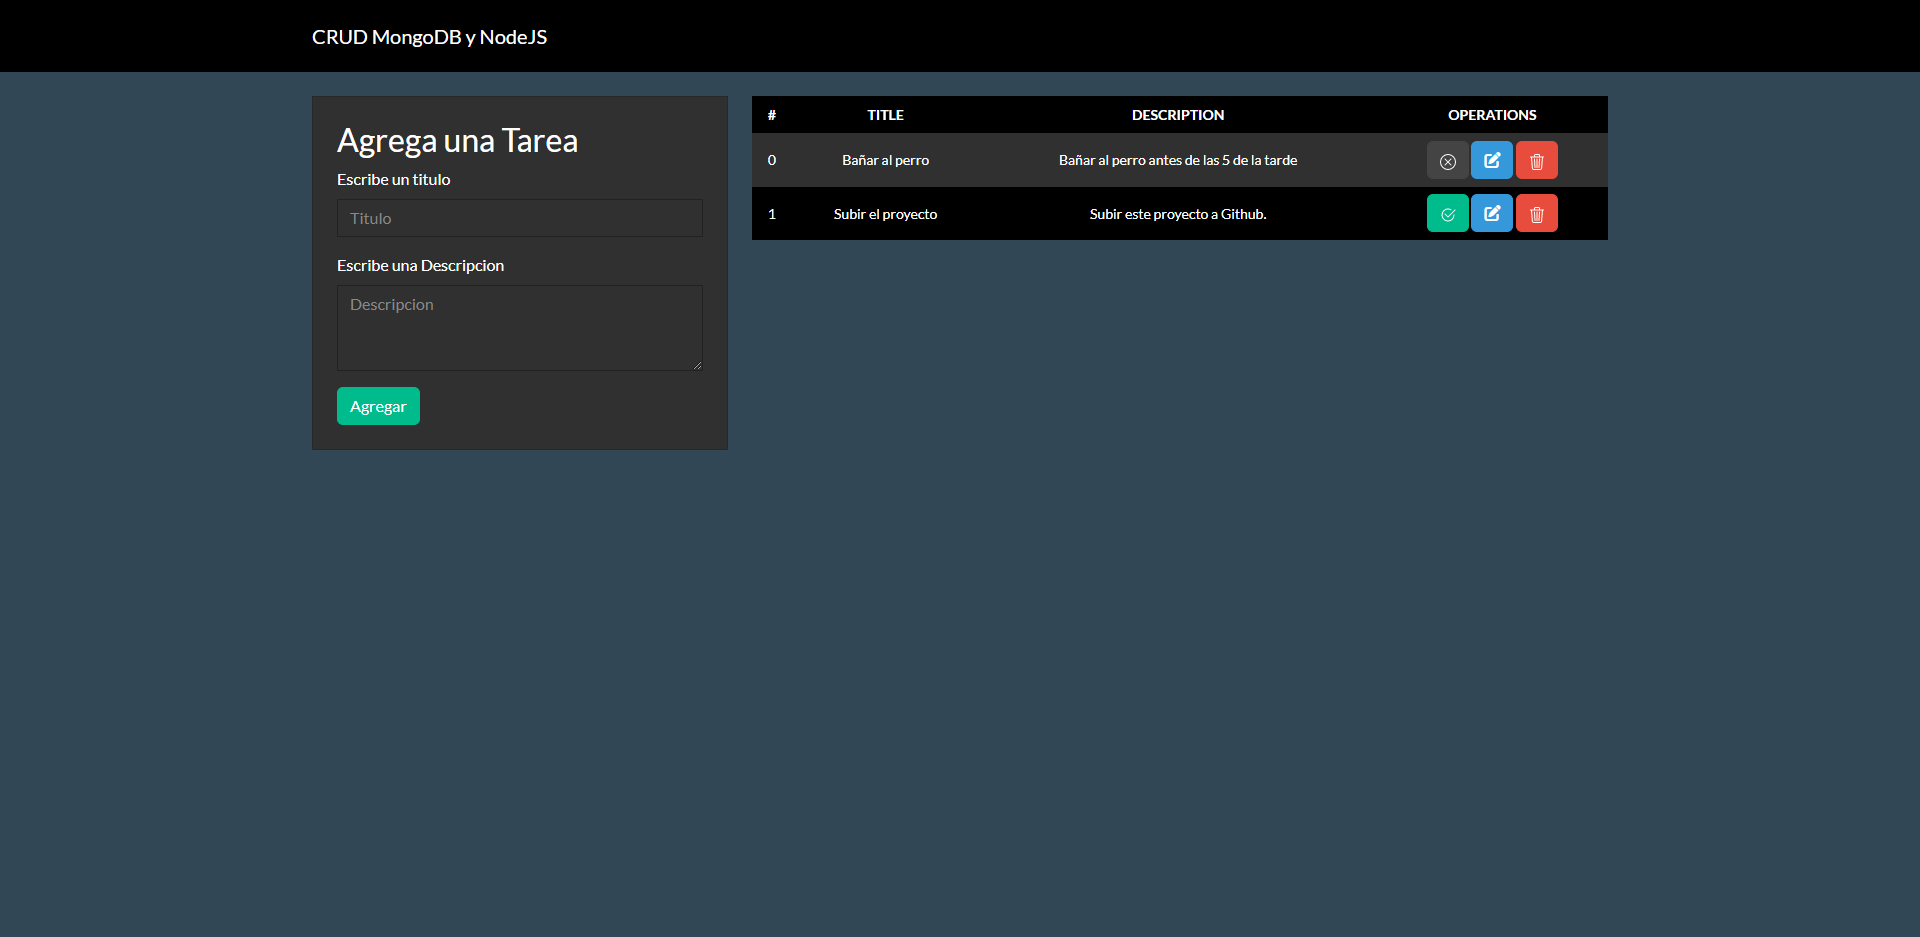 CRUD MongoDB y NodeJS
Agrega una Tarea
Escribe un titulo
Titulo
Escribe una Descripcion
Descripcion
Agregar
# TITLE DESCRIPTION OPERATIONS
0 Bañar al perro Bañar al perro antes de las 5 de la tarde
1 Subir el proyecto Subir este proyecto a Github.